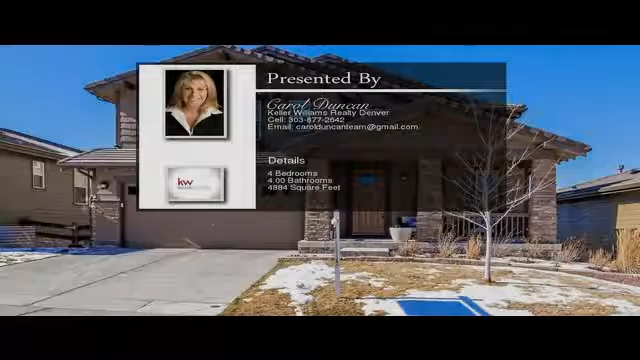 Presented By
Carol Duncan
Keller Williams Realty Denver
Cell: 303-877-2642
Email: carolduncanteam@gmail.com
Details
4 Bedrooms
4.00 Bathrooms
4884 Square Feet
kw